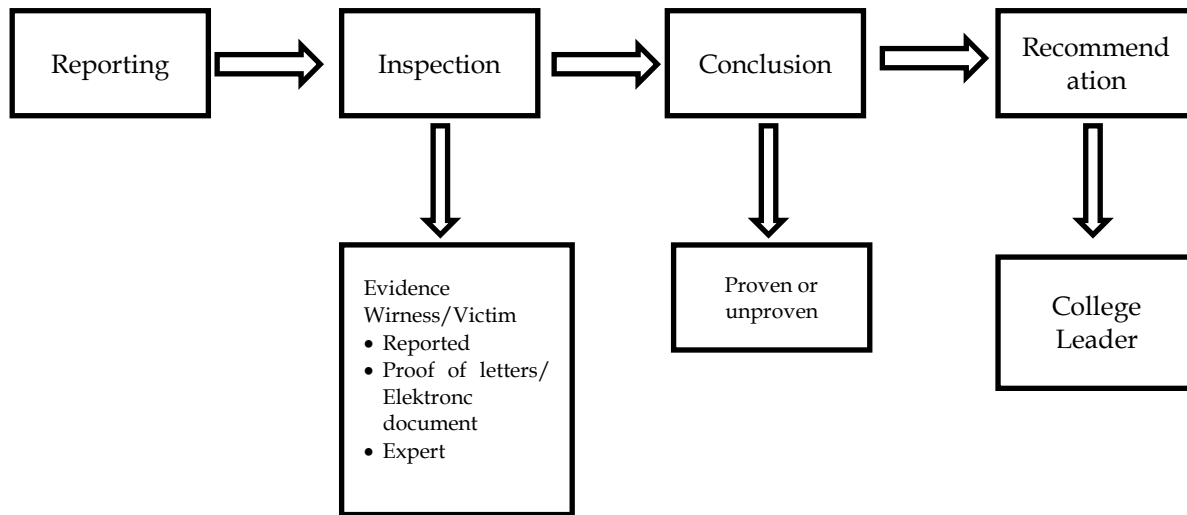 Reporting
Inspection
Conclusion
Recommend
ation
Evidence
Wirness/Victim
• Reported
• Proof of letters/
Elektronc
document
• Expert
Proven or
unproven
College
Leader